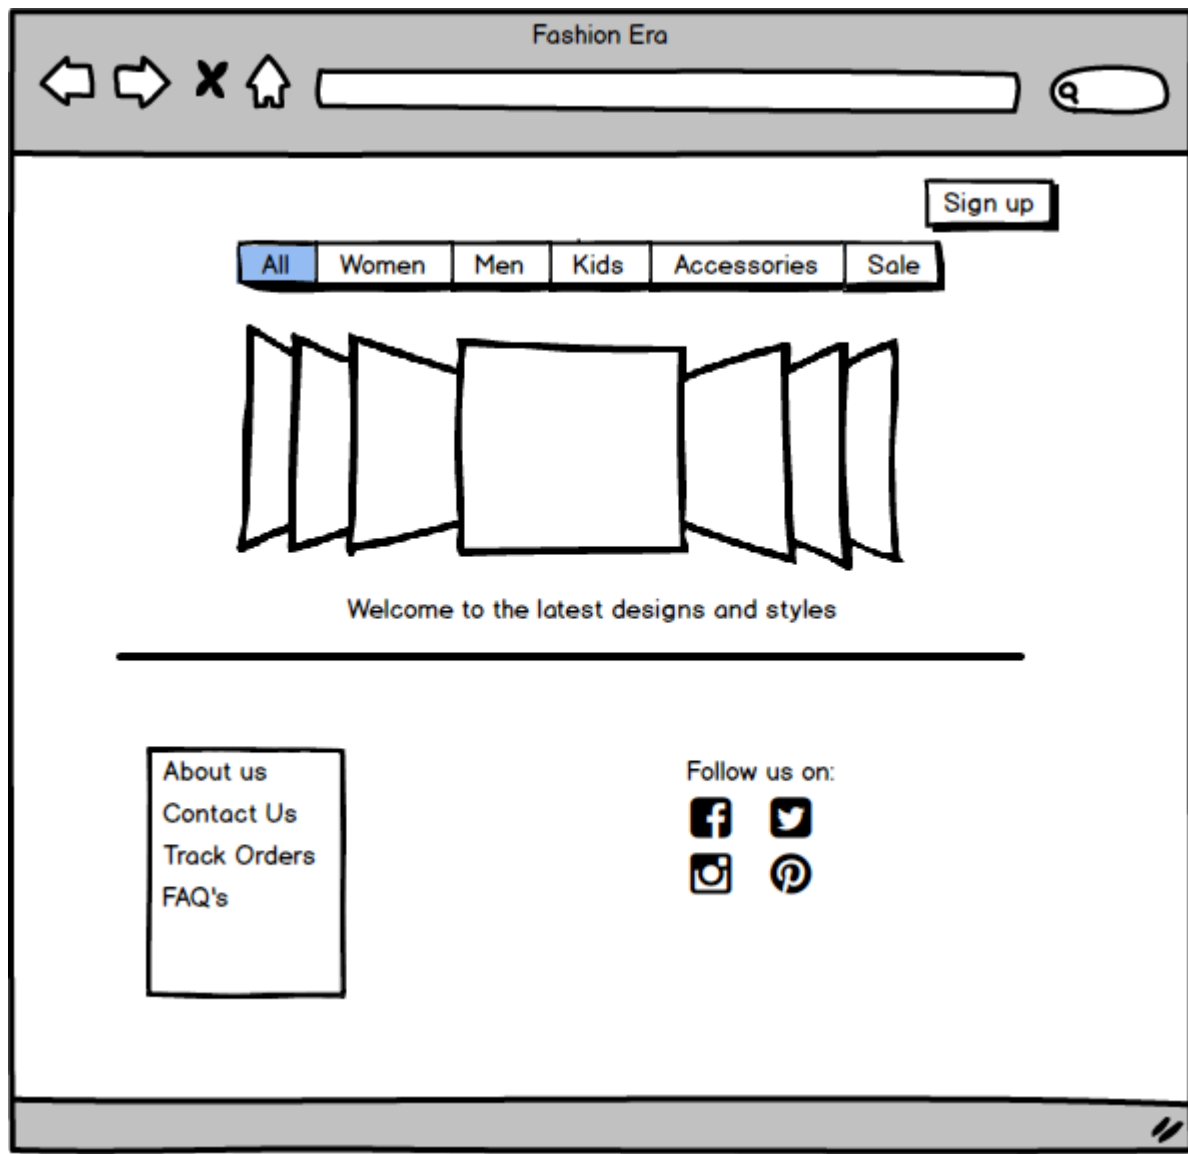 Fashion Era
Sign up
All Women Men Kids Accessories Sale
Welcome to the latest designs and styles
About us
Contact Us
Track Orders
FAQ's
Follow us on: